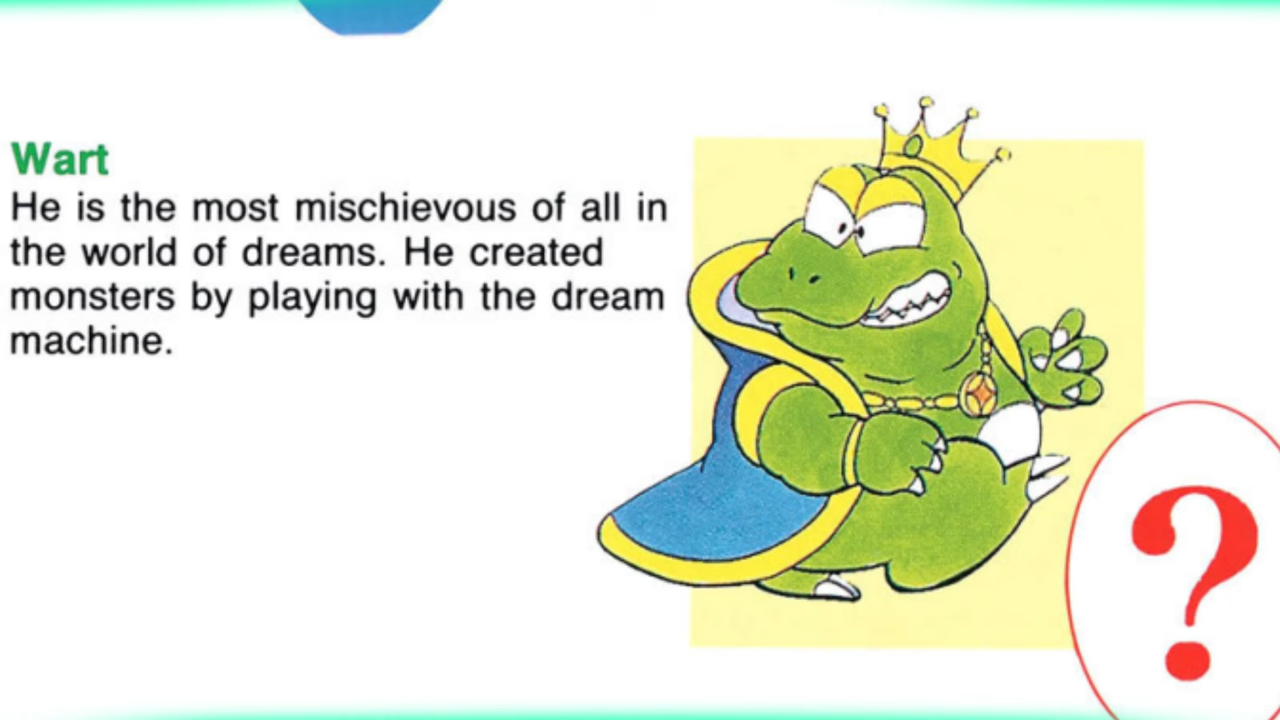 Wart
He is the most mischievous of all in
the world of dreams. He created
monsters by playing with the dream
machine.
?